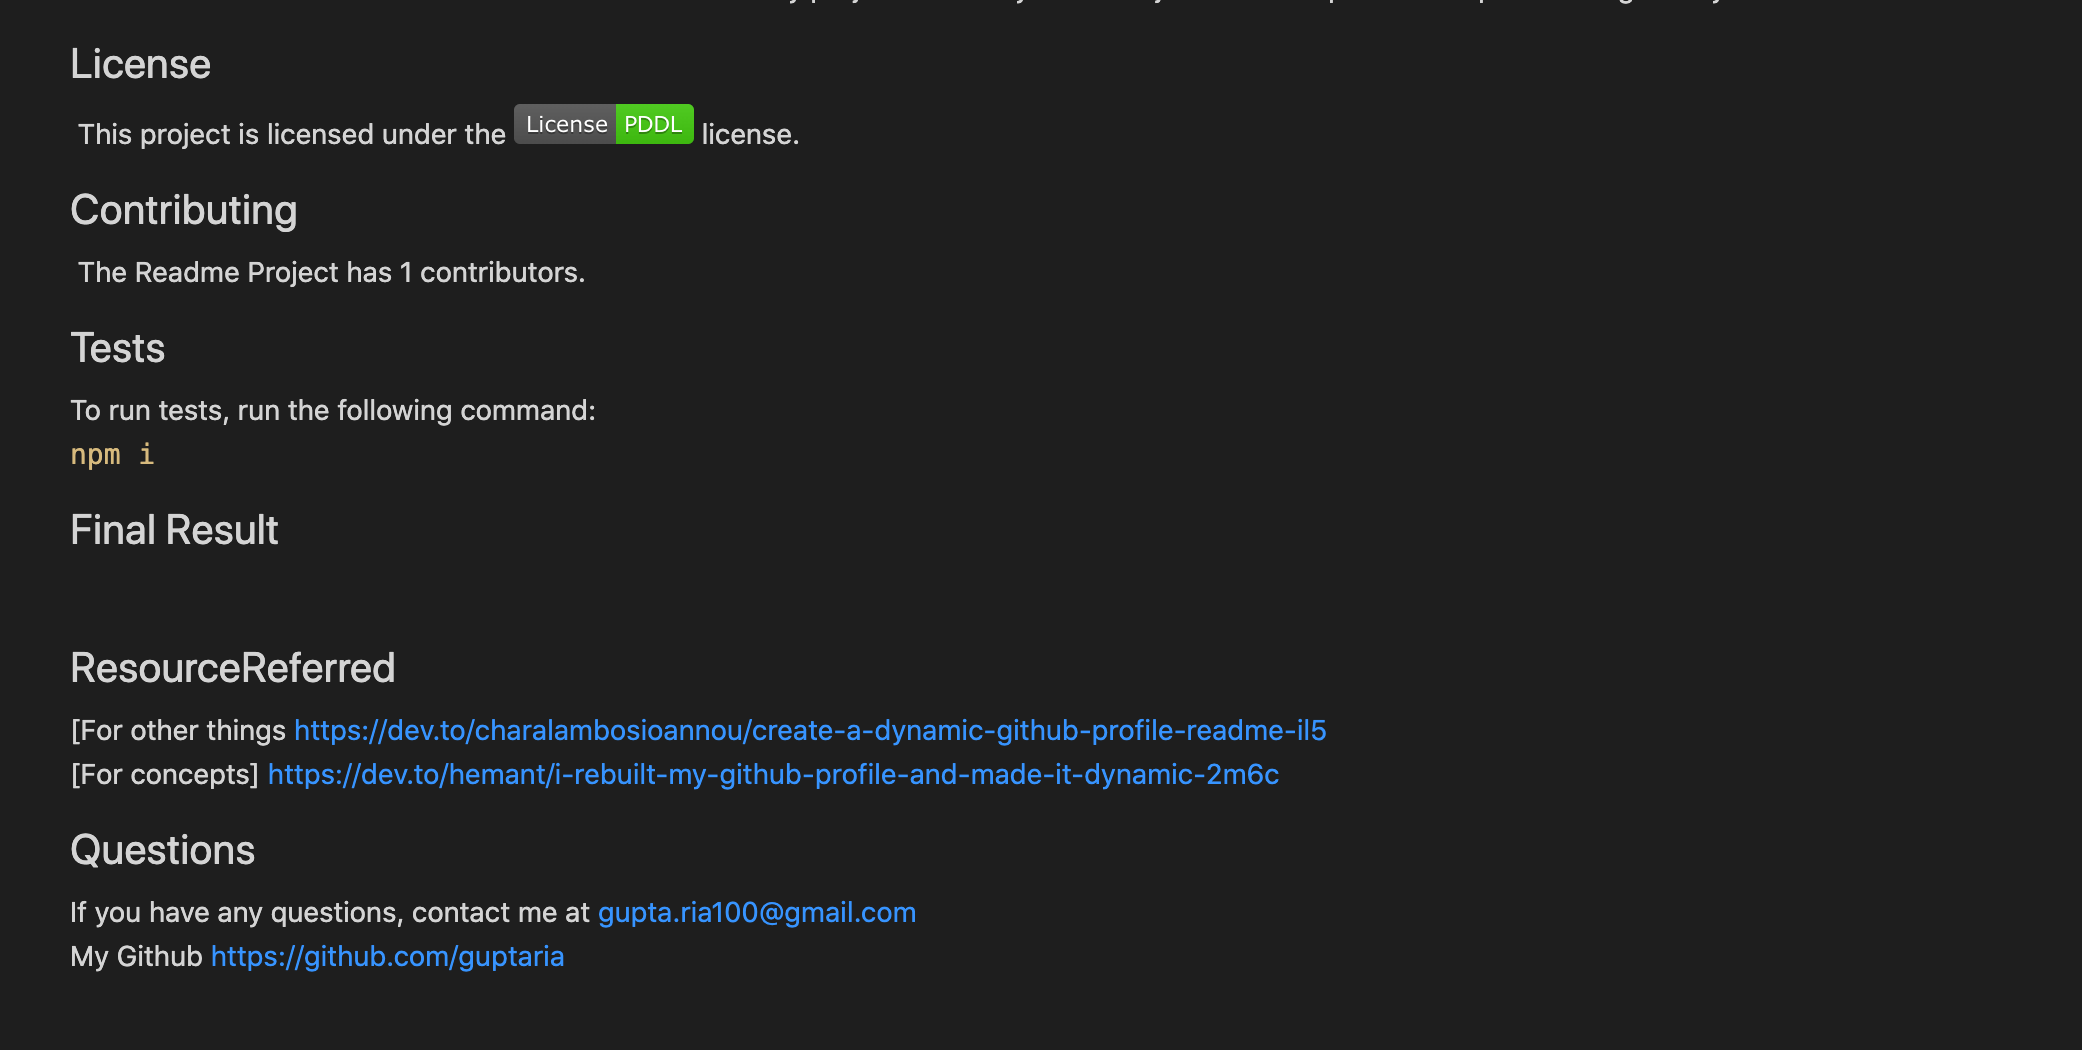 License
This project is licensed under the License PDDL license.
Contributing
The Readme Project has 1 contributors.
Tests
To run tests, run the following command:
npm i
Final Result
ResourceReferred
[For other things https://dev.to/charalambosioannou/create-a-dynamic-github-profile-readme-il5
[For concepts] https://dev.to/hemant/i-rebuilt-my-github-profile-and-made-it-dynamic-2m6c
Questions
If you have any questions, contact me at gupta.ria100@gmail.com
My Github https://github.com/guptaria